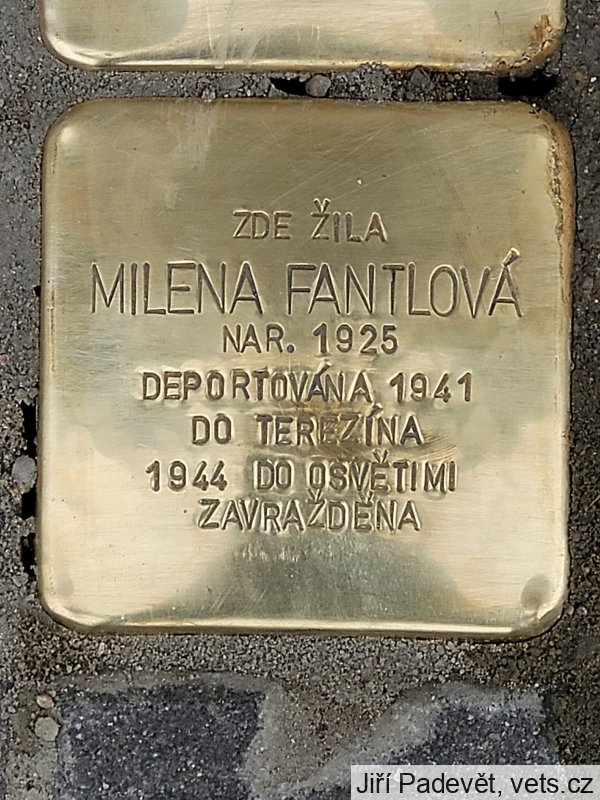 ZDE ŽILA
MILENA FANTLOVÁ
NAR. 1925
DEPORTOVÁNA 1941
DO TEREZÍNA
1944 DO OSVĚTIMI
ZAVRAŽDĚNA
Jiří Padevět, vets.cz